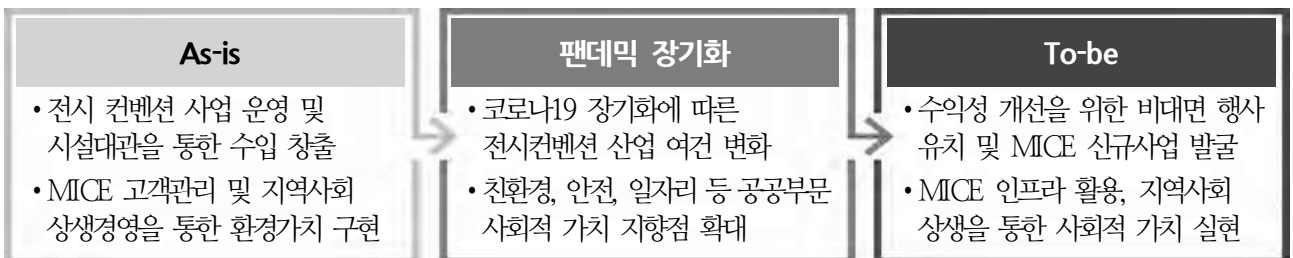 As-is
• 전시 컨벤션 사업 운영 및
시설대관을 통한 수입 창출
• MICE 고객관리 및 지역사회
상생경영을 통한 환경가치 구현
팬데믹 장기화
• 코로나19 장기화에 따른
전시컨벤션 산업 여건 변화
• 친환경, 안전, 일자리 등 공공부문
사회적 가치 지향점 확대
To-be
• 수익성 개선을 위한 비대면 행사
유치 및 MICE 신규사업 발굴
• MICE 인프라 활용, 지역사회
상생을 통한 사회적 가치 실현